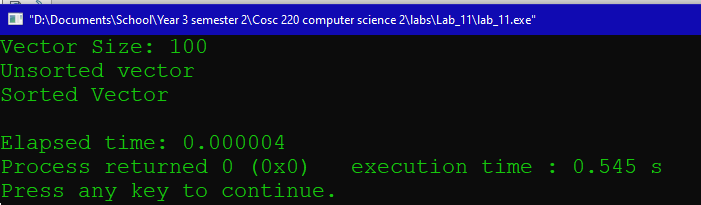 "D:\Documents\School\Year 3 semester 2\Cosc 220 computer science 2\labs\Lab_11\lab_11.exe"
Vector Size: 100
Unsorted vector
Sorted Vector
Elapsed time: 0.000004
Process returned 0 (0x0)   execution time : 0.545 s
Press any key to continue.